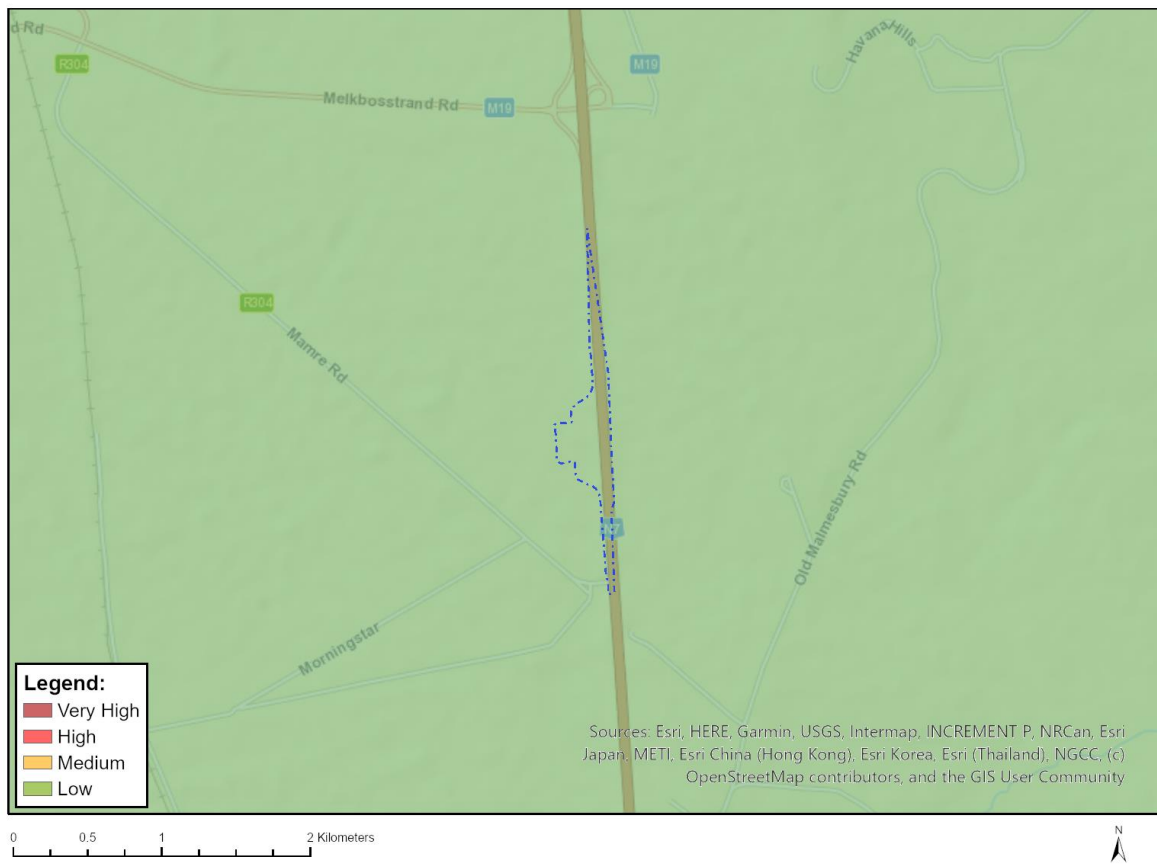 d Rd
R304
M19
Havana Hills
Melkbosstrand Rd
M19
R304
Mamre Rd
N7
Old Malmesbury Rd
Morningstar
Legend:
Very High
High
Medium
Low
Sources: Esri, HERE, Garmin, USGS, Intermap, INCREMENT P, NRCan, Esri
Japan, METI, Esri China (Hong Kong), Esri Korea, Esri (Thailand), NGCC, (c)
OpenStreetMap contributors, and the GIS User Community
0 0.5 1 2 Kilometers
N